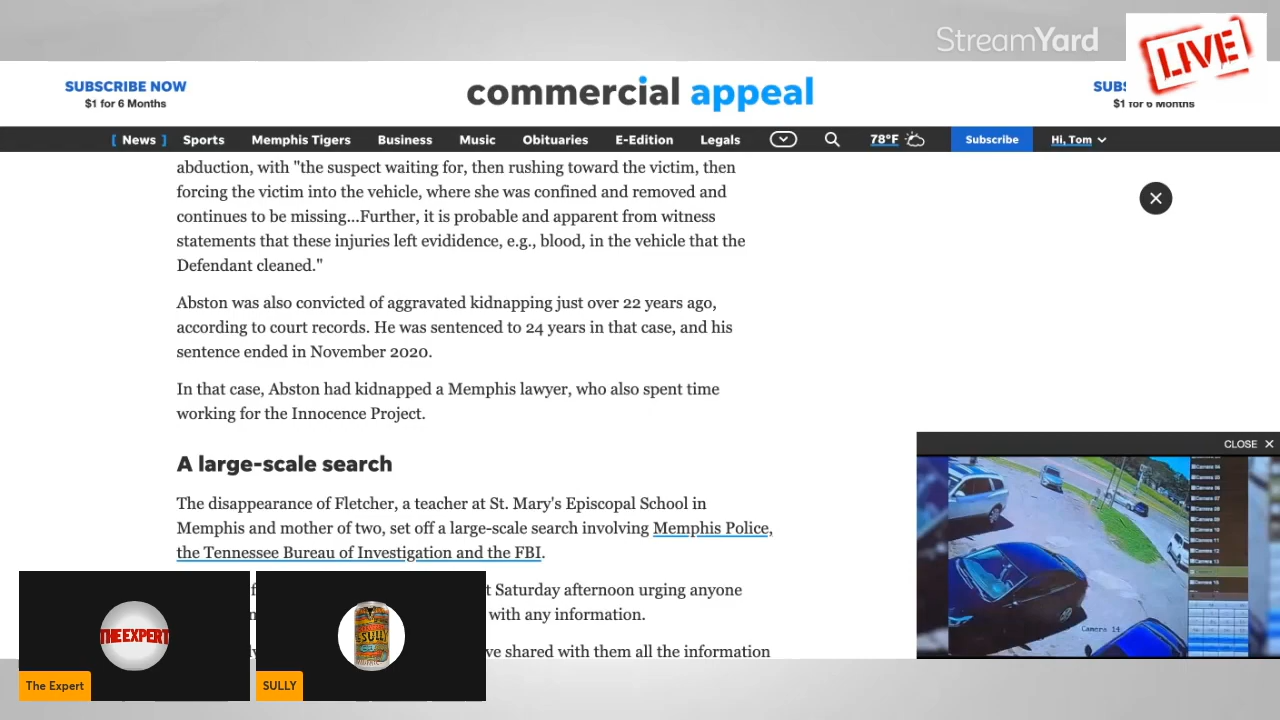 StreamYard
LIVE
SUBSCRIBE NOW
$1 for 6 Months
commercial appeal
SUBS
$1 for 6 Months
[ News ] Sports Memphis Tigers Business Music Obituaries E-Edition Legals 78°F Subscribe Hi, Tom
abduction, with "the suspect waiting for, then rushing toward the victim, then
forcing the victim into the vehicle, where she was confined and removed and
continues to be missing...Further, it is probable and apparent from witness
statements that these injuries left evididence, e.g., blood, in the vehicle that the
Defendant cleaned."
Abston was also convicted of aggravated kidnapping just over 22 years ago,
according to court records. He was sentenced to 24 years in that case, and his
sentence ended in November 2020.
In that case, Abston had kidnapped a Memphis lawyer, who also spent time
working for the Innocence Project.
A large-scale search
The disappearance of Fletcher, a teacher at St. Mary's Episcopal School in
Memphis and mother of two, set off a large-scale search involving Memphis Police,
the Tennessee Bureau of Investigation and the FBI.
t Saturday afternoon urging anyone
with any information.
ve shared with them all the information
CLOSE
Camera 14
THE EXPERT
The Expert
SULLY
SULLY